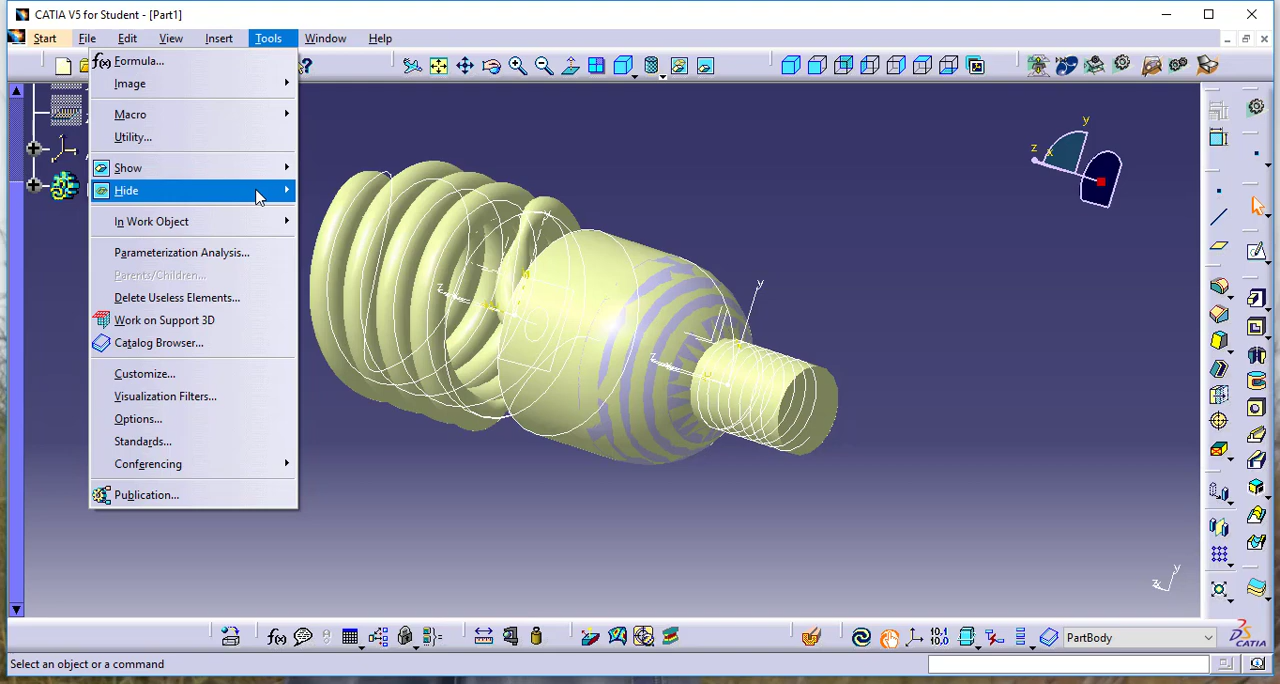 CATIA V5 for Student - [Part1]
Start File Edit View Insert Tools Window Help
Formula...
Image
Macro
Utility...
Show
Hide
In Work Object
Parameterization Analysis...
Parents/Children...
Delete Useless Elements...
Work on Support 3D
Catalog Browser...
Customize...
Visualization Filters...
Options...
Standards...
Conferencing
Publication...
y
z x
y
z
y
z
y
z
PartBody
CATIA
Select an object or a command